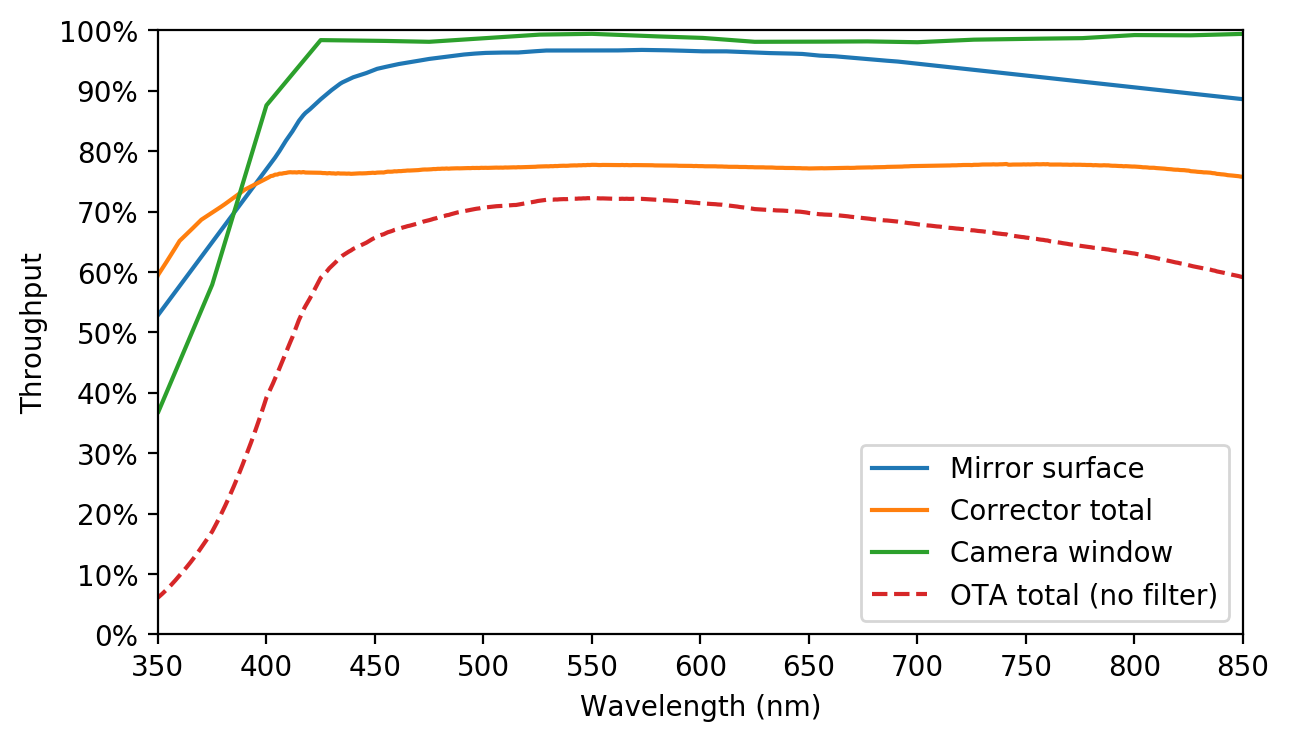 100%
90%
80%
70%
60%
50%
40%
30%
20%
10%
0%
Throughput
Mirror surface
Corrector total
Camera window
OTA total (no filter)
350 400 450 500 550 600 650 700 750 800 850
Wavelength (nm)